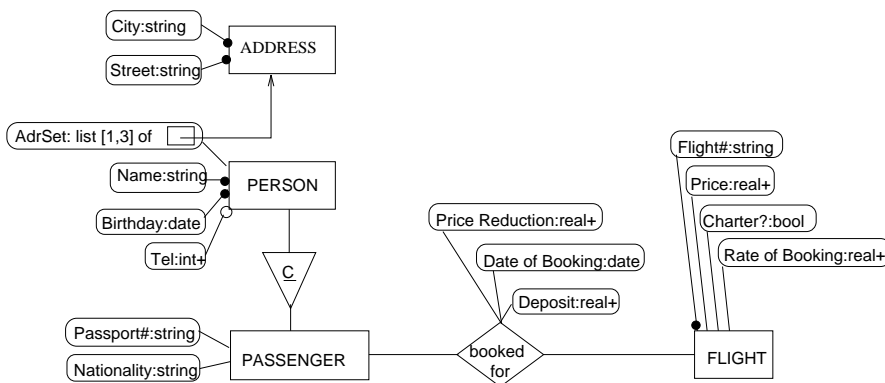 City:string
ADDRESS
Street:string
AdrSet: list [1,3] of
Flight#:string
Name:string
PERSON
Price:real+
Birthday:date
Price Reduction:real+
Charter?:bool
Tel:int+
Date of Booking:date
Rate of Booking:real+
C
Deposit:real+
Passport#:string
PASSENGER
booked
for
FLIGHT
Nationality:string